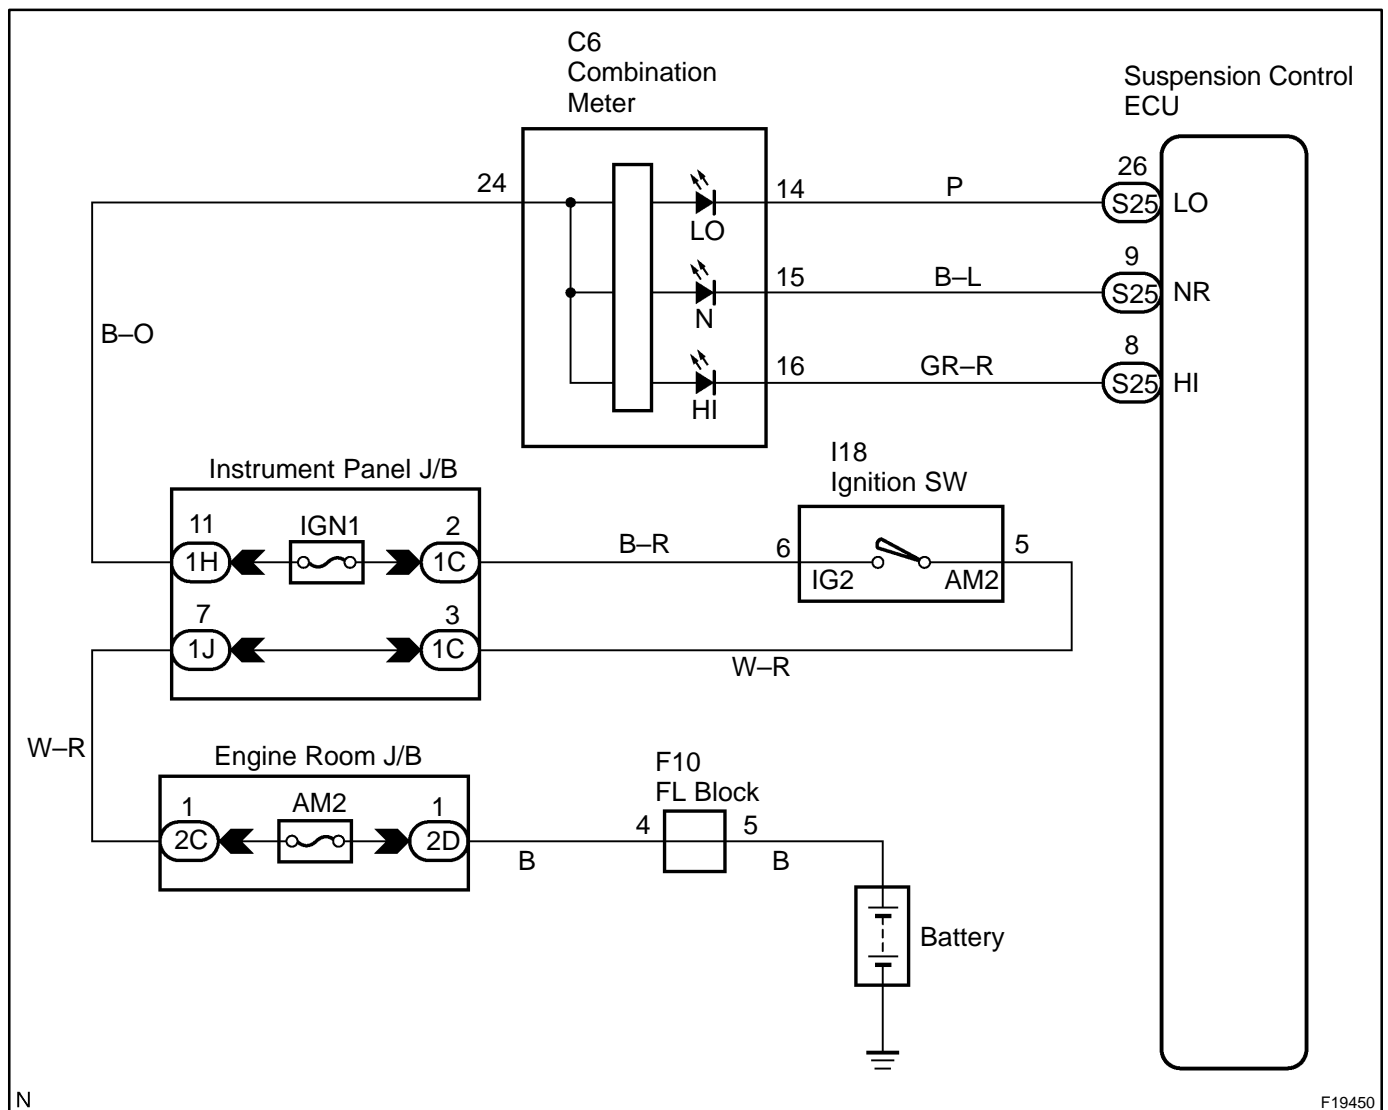 C6
Combination
Meter
Suspension Control
ECU
24
14
P
26
S25
LO
LO
15
B–L
9
S25
NR
N
B–O
16
GR–R
8
S25
HI
HI
Instrument Panel J/B
I18
Ignition SW
11
IGN1
2
1H
1C
B–R
6
5
IG2
AM2
7
3
1J
1C
W–R
W–R
Engine Room J/B
F10
FL Block
1
AM2
1
2C
2D
B
4
5
B
Battery
N
F19450